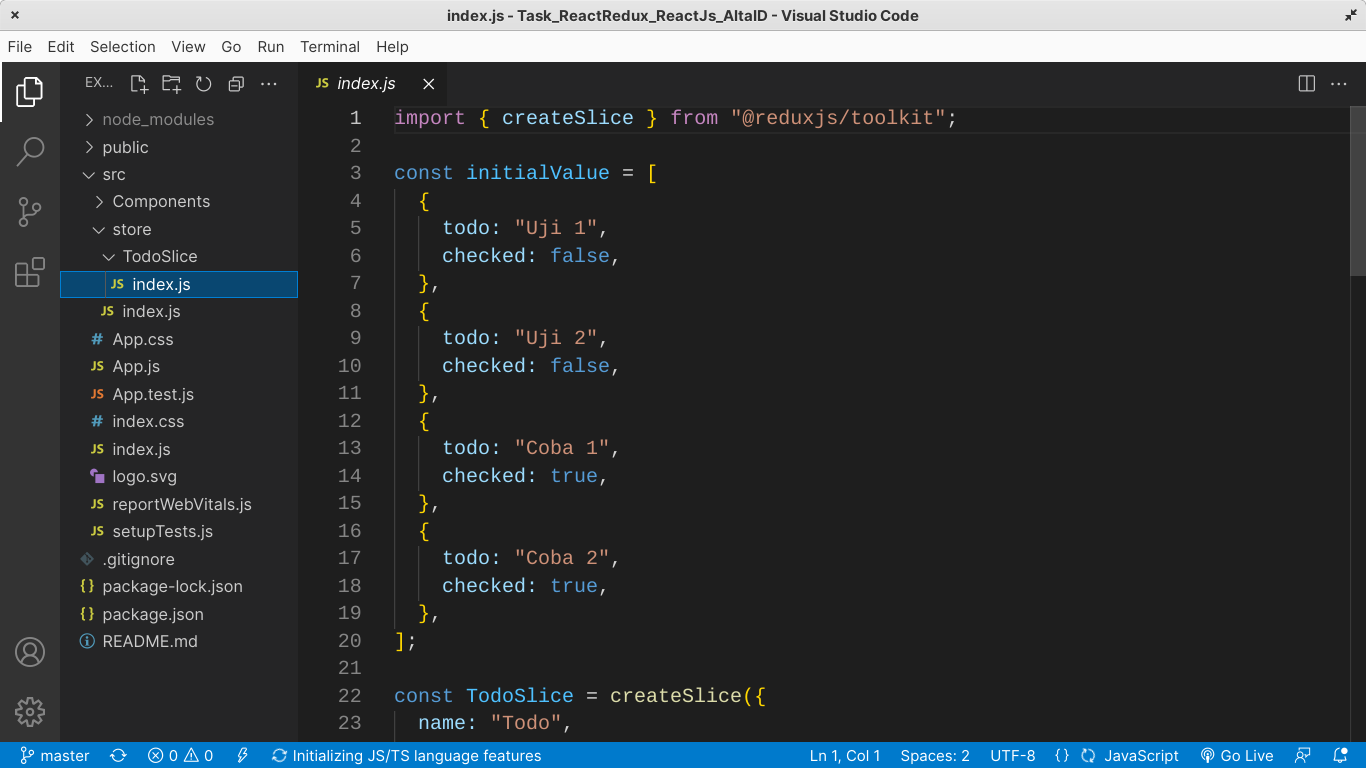 index.js - Task_ReactRedux_ReactJs_AltaID - Visual Studio Code
File Edit Selection View Go Run Terminal Help
EX...
node_modules
public
src
Components
store
TodoSlice
JS index.js
JS index.js
# App.css
JS App.js
JS App.test.js
# index.css
JS index.js
logo.svg
JS reportWebVitals.js
JS setupTests.js
.gitignore
{} package-lock.json
{} package.json
README.md
JS index.js
1 import { createSlice } from "@reduxjs/toolkit";
2
3 const initialValue = [
4 {
5 todo: "Uji 1",
6 checked: false,
7 },
8 {
9 todo: "Uji 2",
10 checked: false,
11 },
12 {
13 todo: "Coba 1",
14 checked: true,
15 },
16 {
17 todo: "Coba 2",
18 checked: true,
19 },
20 ];
21
22 const TodoSlice = createSlice({
23 name: "Todo",
master 0 0 Initializing JS/TS language features Ln 1, Col 1 Spaces: 2 UTF-8 {} JavaScript Go Live